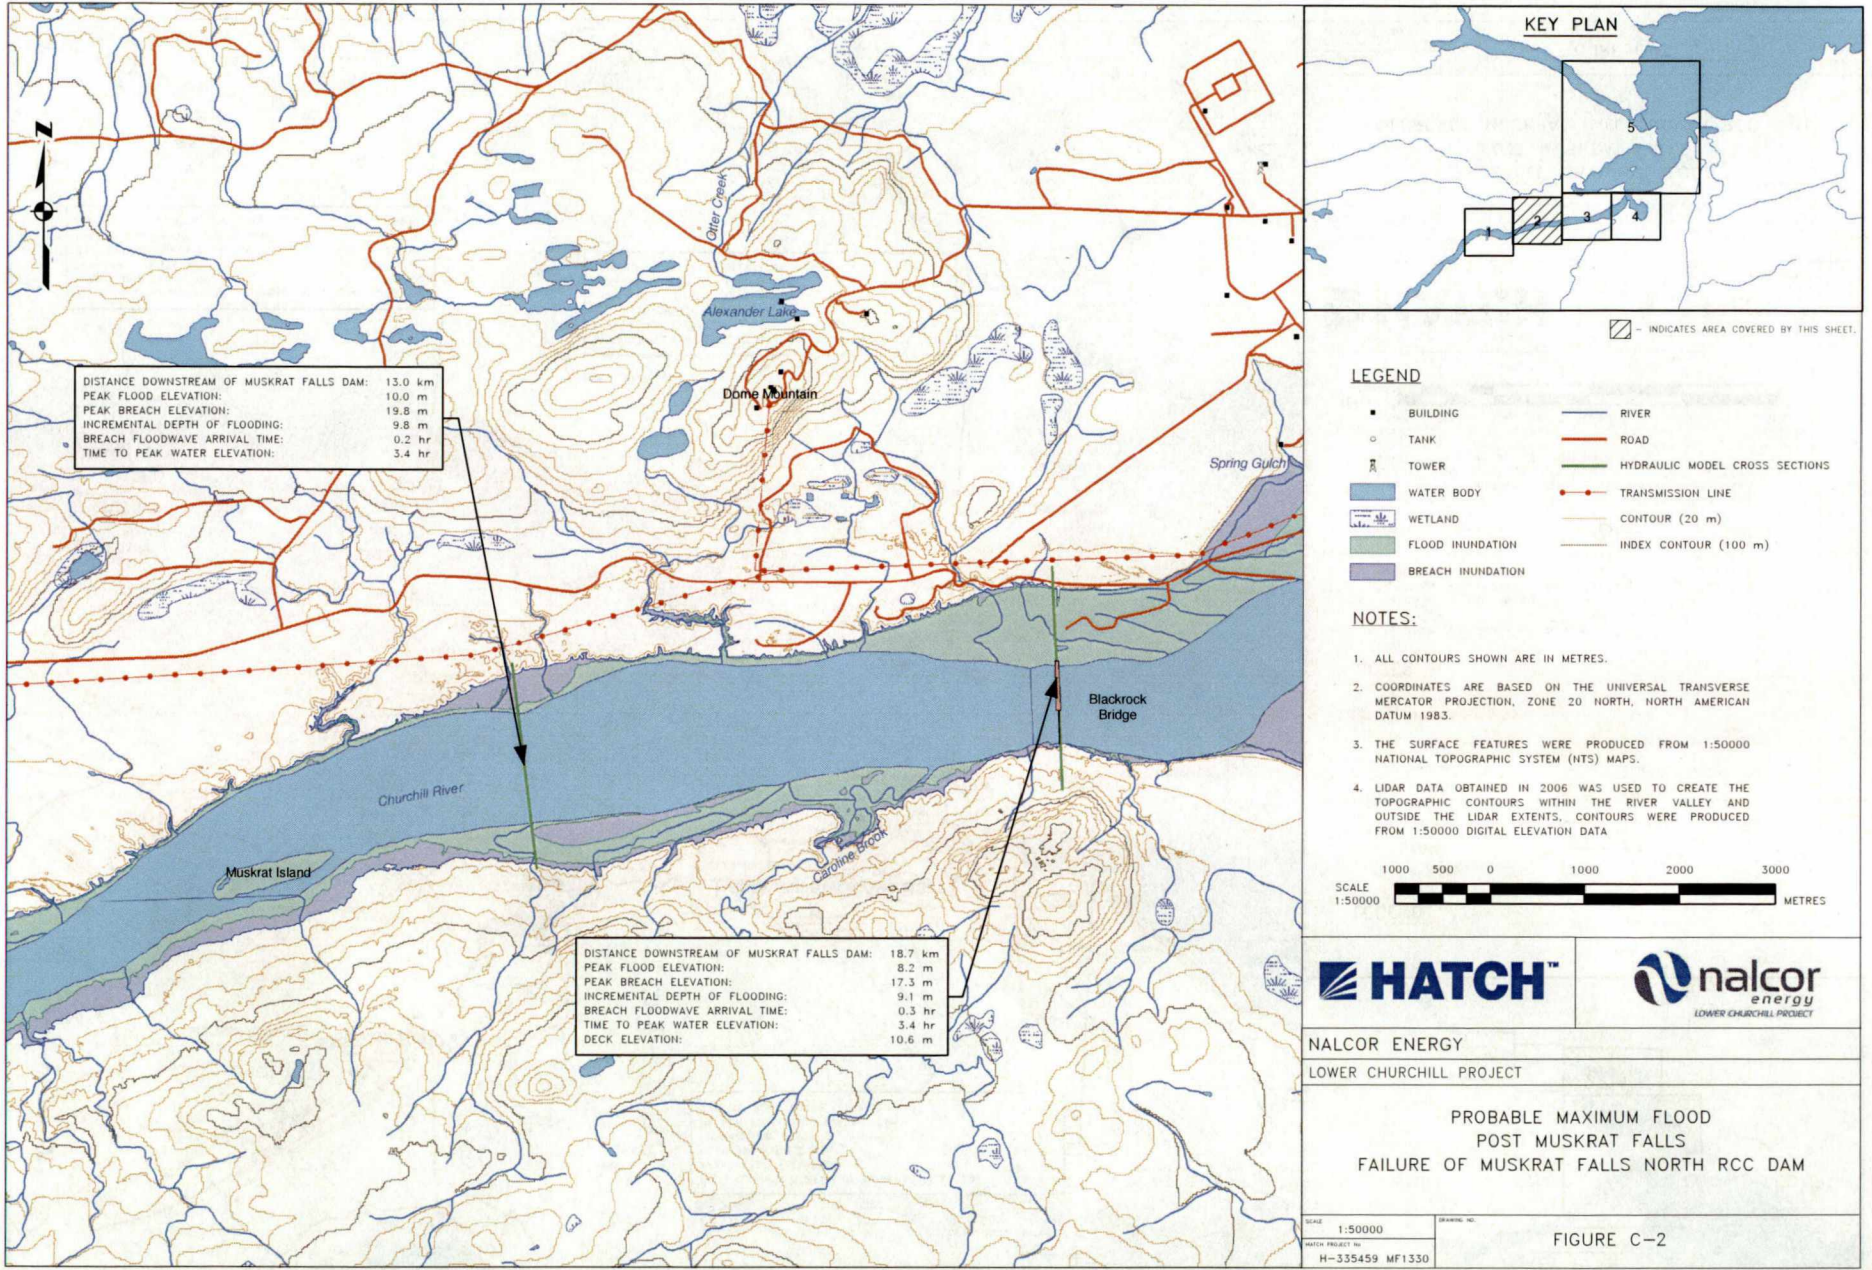 N
Otter Creek
Alexander Lake
Dome Mountain
Spring Gulch
DISTANCE DOWNSTREAM OF MUSKRAT FALLS DAM: 13.0 km
PEAK FLOOD ELEVATION: 10.0 m
PEAK BREACH ELEVATION: 19.8 m
INCREMENTAL DEPTH OF FLOODING: 9.8 m
BREACH FLOODWAVE ARRIVAL TIME: 0.2 hr
TIME TO PEAK WATER ELEVATION: 3.4 hr
Blackrock
Bridge
Churchill River
Muskrat Island
Caroline Brook
DISTANCE DOWNSTREAM OF MUSKRAT FALLS DAM: 18.7 km
PEAK FLOOD ELEVATION: 8.2 m
PEAK BREACH ELEVATION: 17.3 m
INCREMENTAL DEPTH OF FLOODING: 9.1 m
BREACH FLOODWAVE ARRIVAL TIME: 0.3 hr
TIME TO PEAK WATER ELEVATION: 3.4 hr
DECK ELEVATION: 10.6 m
KEY PLAN
5
1
2
3
4
- INDICATES AREA COVERED BY THIS SHEET.
LEGEND
BUILDING
TANK
TOWER
WATER BODY
WETLAND
FLOOD INUNDATION
BREACH INUNDATION
RIVER
ROAD
HYDRAULIC MODEL CROSS SECTIONS
TRANSMISSION LINE
CONTOUR (20 m)
INDEX CONTOUR (100 m)
NOTES:
1. ALL CONTOURS SHOWN ARE IN METRES.
2. COORDINATES ARE BASED ON THE UNIVERSAL TRANSVERSE
MERCATOR PROJECTION, ZONE 20 NORTH, NORTH AMERICAN
DATUM 1983.
3. THE SURFACE FEATURES WERE PRODUCED FROM 1:50000
NATIONAL TOPOGRAPHIC SYSTEM (NTS) MAPS.
4. LIDAR DATA OBTAINED IN 2006 WAS USED TO CREATE THE
TOPOGRAPHIC CONTOURS WITHIN THE RIVER VALLEY AND
OUTSIDE THE LIDAR EXTENTS, CONTOURS WERE PRODUCED
FROM 1:50000 DIGITAL ELEVATION DATA
1000 500 0 1000 2000 3000
SCALE
1:50000
METRES
HATCH™
nalcor
energy
LOWER CHURCHILL PROJECT
NALCOR ENERGY
LOWER CHURCHILL PROJECT
PROBABLE MAXIMUM FLOOD
POST MUSKRAT FALLS
FAILURE OF MUSKRAT FALLS NORTH RCC DAM
SCALE
1:50000
HATCH PROJECT No
H-335459 MF1330
DRAWING NO.
FIGURE C-2